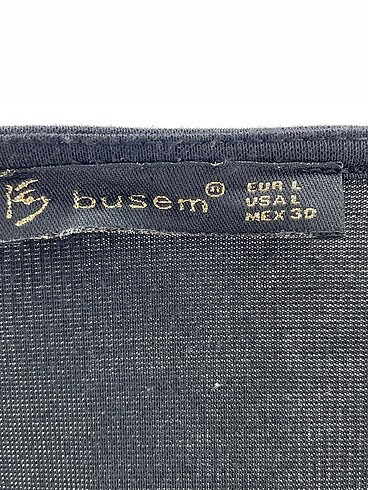 busem®
EUR L
USA L
MEX 30